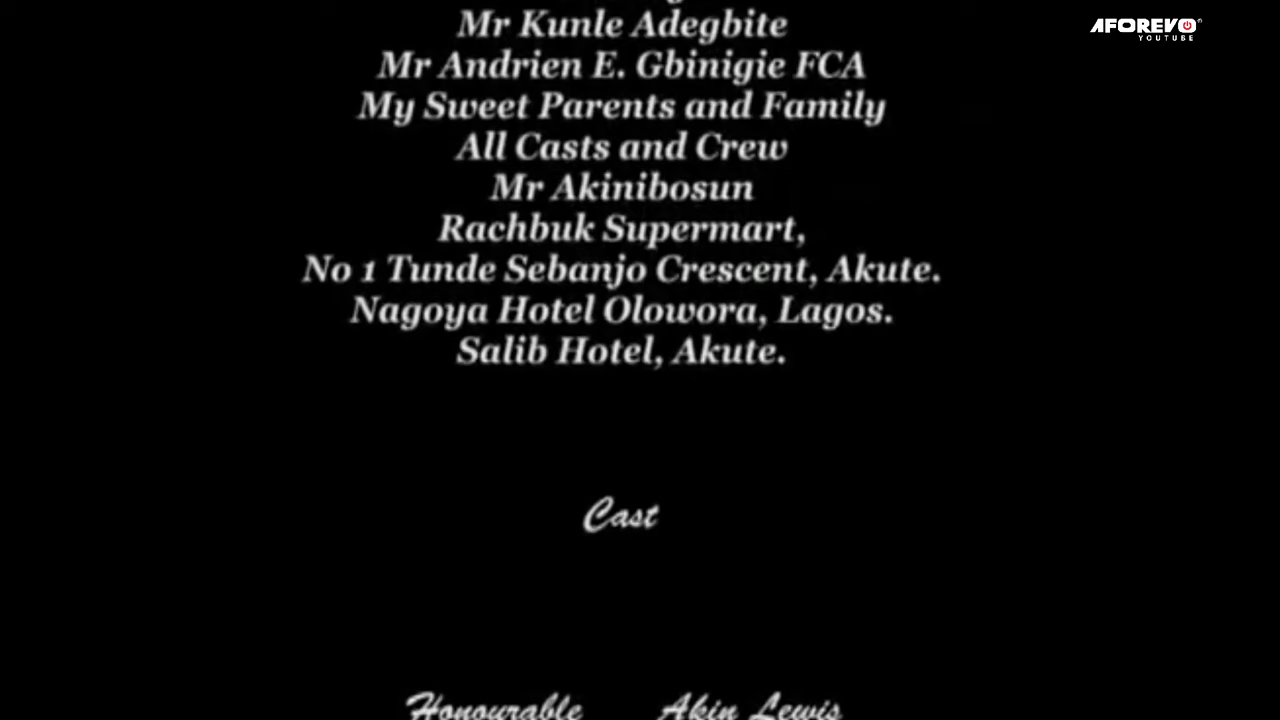 AFOREVO
YOUTUBE
Mr Kunle Adegbite
Mr Andrien E. Gbinigie FCA
My Sweet Parents and Family
All Casts and Crew
Mr Akinibosun
Rachbuk Supermart,
No 1 Tunde Sebanjo Crescent, Akute.
Nagoya Hotel Olowora, Lagos.
Salib Hotel, Akute.
Cast
Honourable Akin Lewis